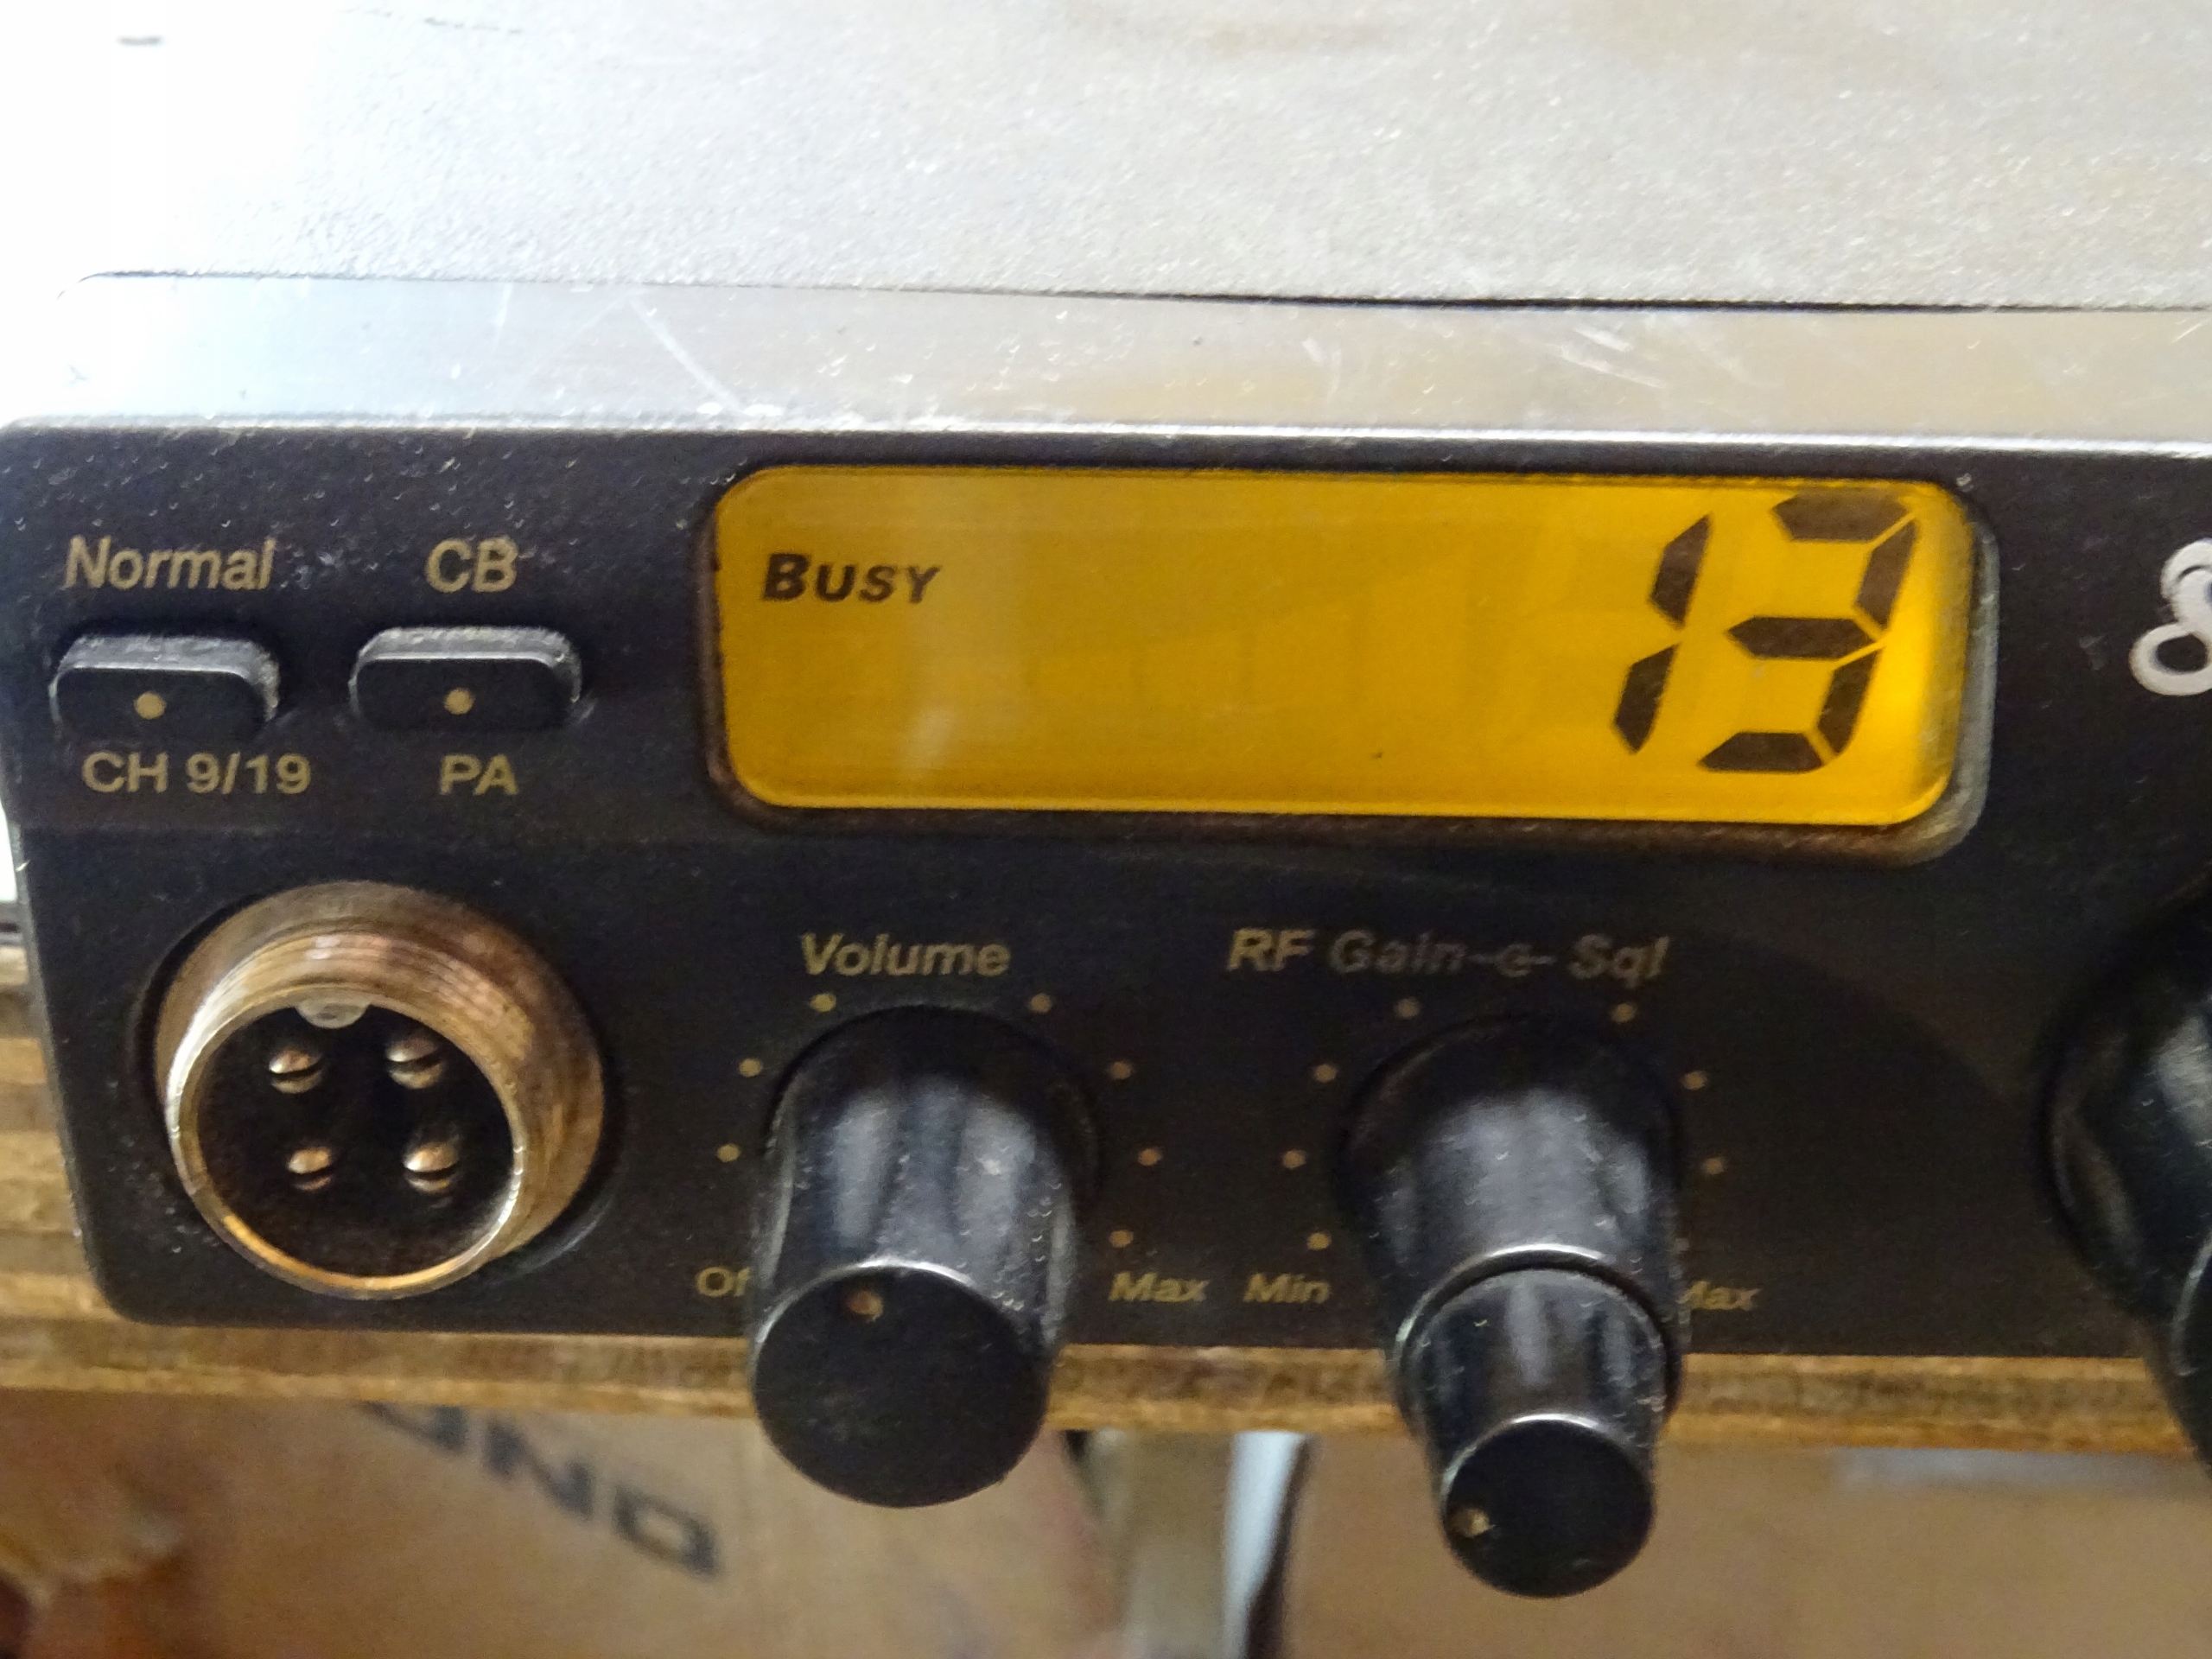 Normal CB
BUSY 13
CH 9/19 PA
Volume RF Gain Sql
Max Min